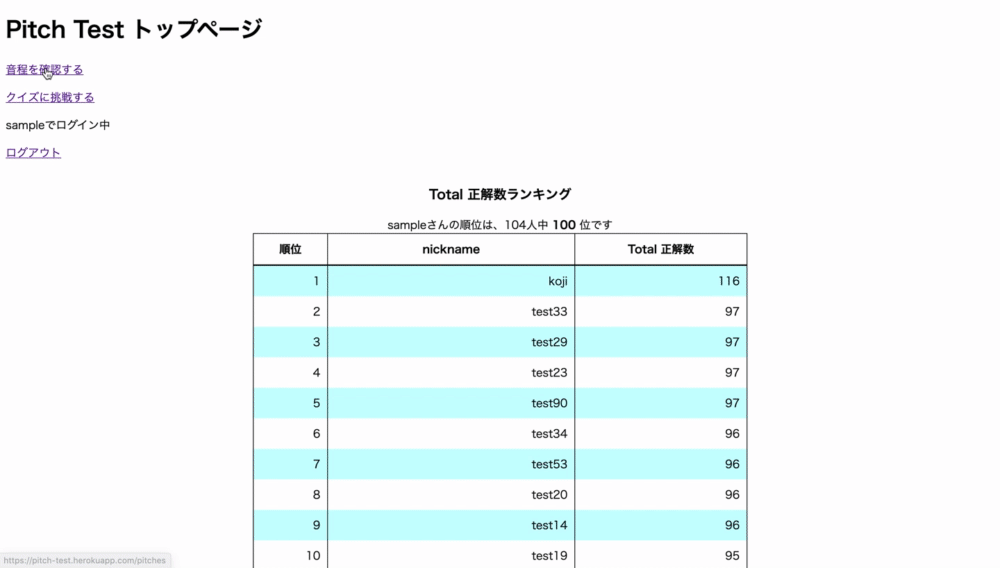 Pitch Test トップページ
音程を確認する
クイズに挑戦する
sampleでログイン中
ログアウト
Total 正解数ランキング
sampleさんの順位は、104人中 100 位です
順位 nickname Total 正解数
1 koji 116
2 test33 97
3 test29 97
4 test23 97
5 test90 97
6 test34 96
7 test53 96
8 test20 96
9 test14 96
10 test19 95
https://pitch-test.herokuapp.com/pitches